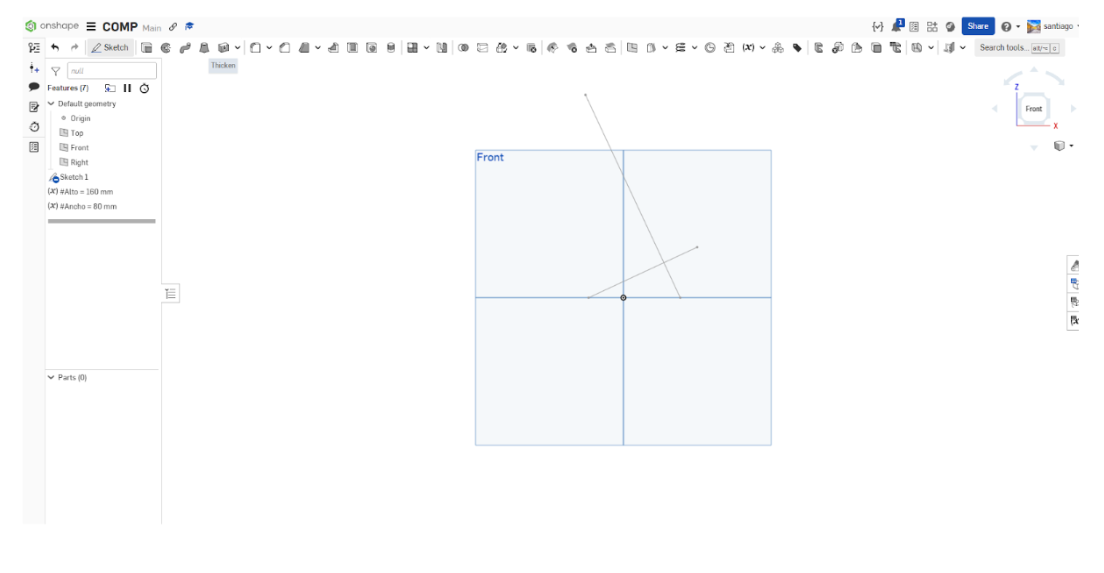 onshape COMP Main Share santiago
Sketch Search tools... alt/⌥ c
Thicken
null
Features (7)
Default geometry
Origin
Top
Front
Right
Sketch 1
(x) #Alto = 160 mm
(x) #Ancho = 80 mm
Parts (0)
Front
Z
Front
X
1